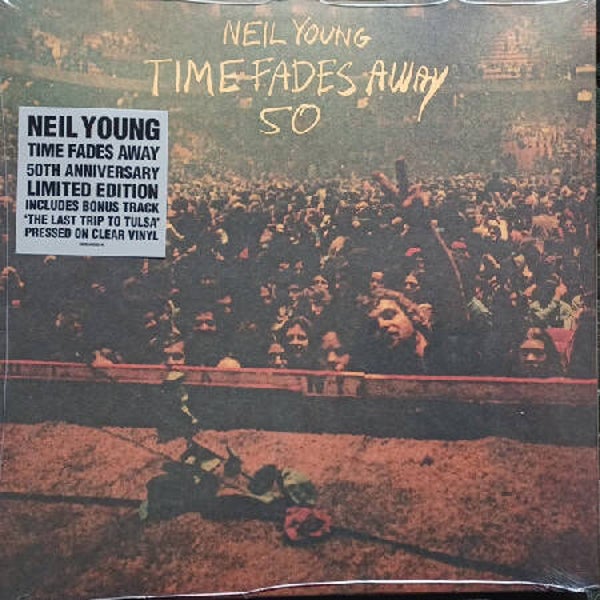 NEIL YOUNG
TIME FADES AWAY
50
NEIL YOUNG
TIME FADES AWAY
50TH ANNIVERSARY
LIMITED EDITION
INCLUDES BONUS TRACK
'THE LAST TRIP TO TULSA'
PRESSED ON CLEAR VINYL